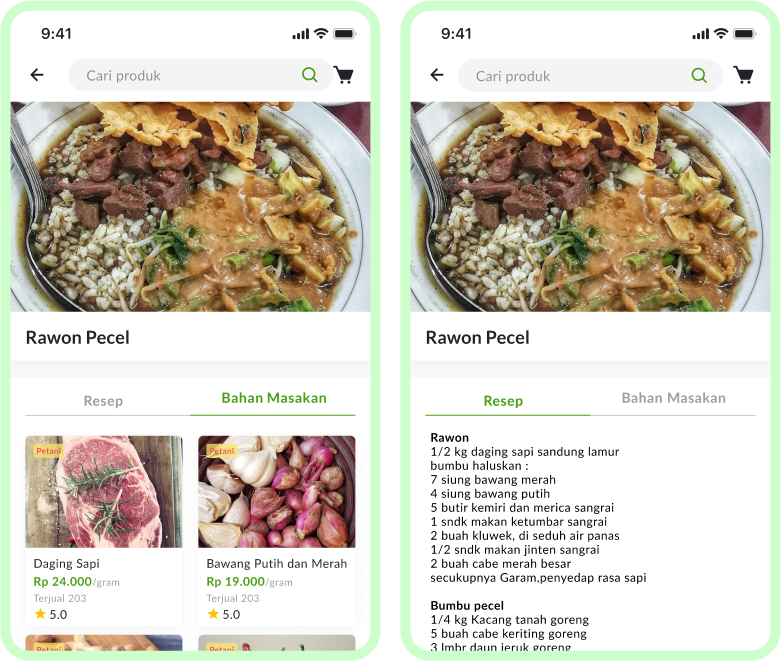 9:41
Cari produk
Rawon Pecel
Resep
Bahan Masakan
Petani
Petani
Daging Sapi
Bawang Putih dan Merah
Rp 24.000/gram
Rp 19.000/gram
Terjual 203
Terjual 203
5.0
5.0
Petani
Petani
9:41
Cari produk
Rawon Pecel
Resep
Bahan Masakan
Rawon
1/2 kg daging sapi sandung lamur
bumbu haluskan :
7 siung bawang merah
4 siung bawang putih
5 butir kemiri dan merica sangrai
1 sndk makan ketumbar sangrai
2 buah kluwek, di seduh air panas
1/2 sndk makan jinten sangrai
2 buah cabe merah besar
secukupnya Garam,penyedap rasa sapi
Bumbu pecel
1/4 kg Kacang tanah goreng
5 buah cabe keriting goreng
3 lmbr daun jeruk goreng